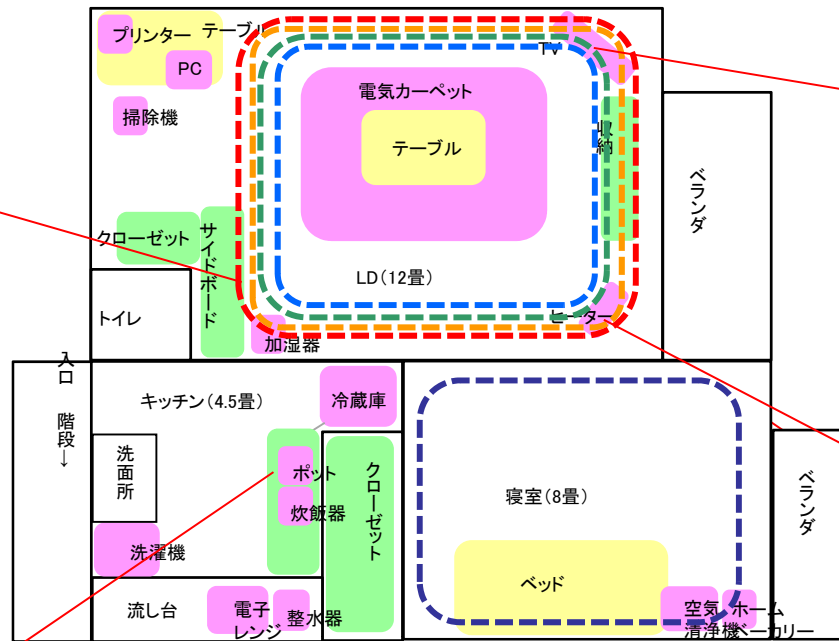 プリンター
テーブル
PC
TV
掃除機
電気カーペット
テーブル
収納
ベランダ
クローゼット
サイドボード
LD(12畳)
トイレ
ヒーター
加湿器
入口 階段↓
キッチン(4.5畳)
冷蔵庫
洗面所
ポット
炊飯器
クローゼット
寝室(8畳)
ベランダ
洗濯機
ベッド
流し台
電子
レンジ
整水器
空気
清浄機
ホーム
ベーカリー